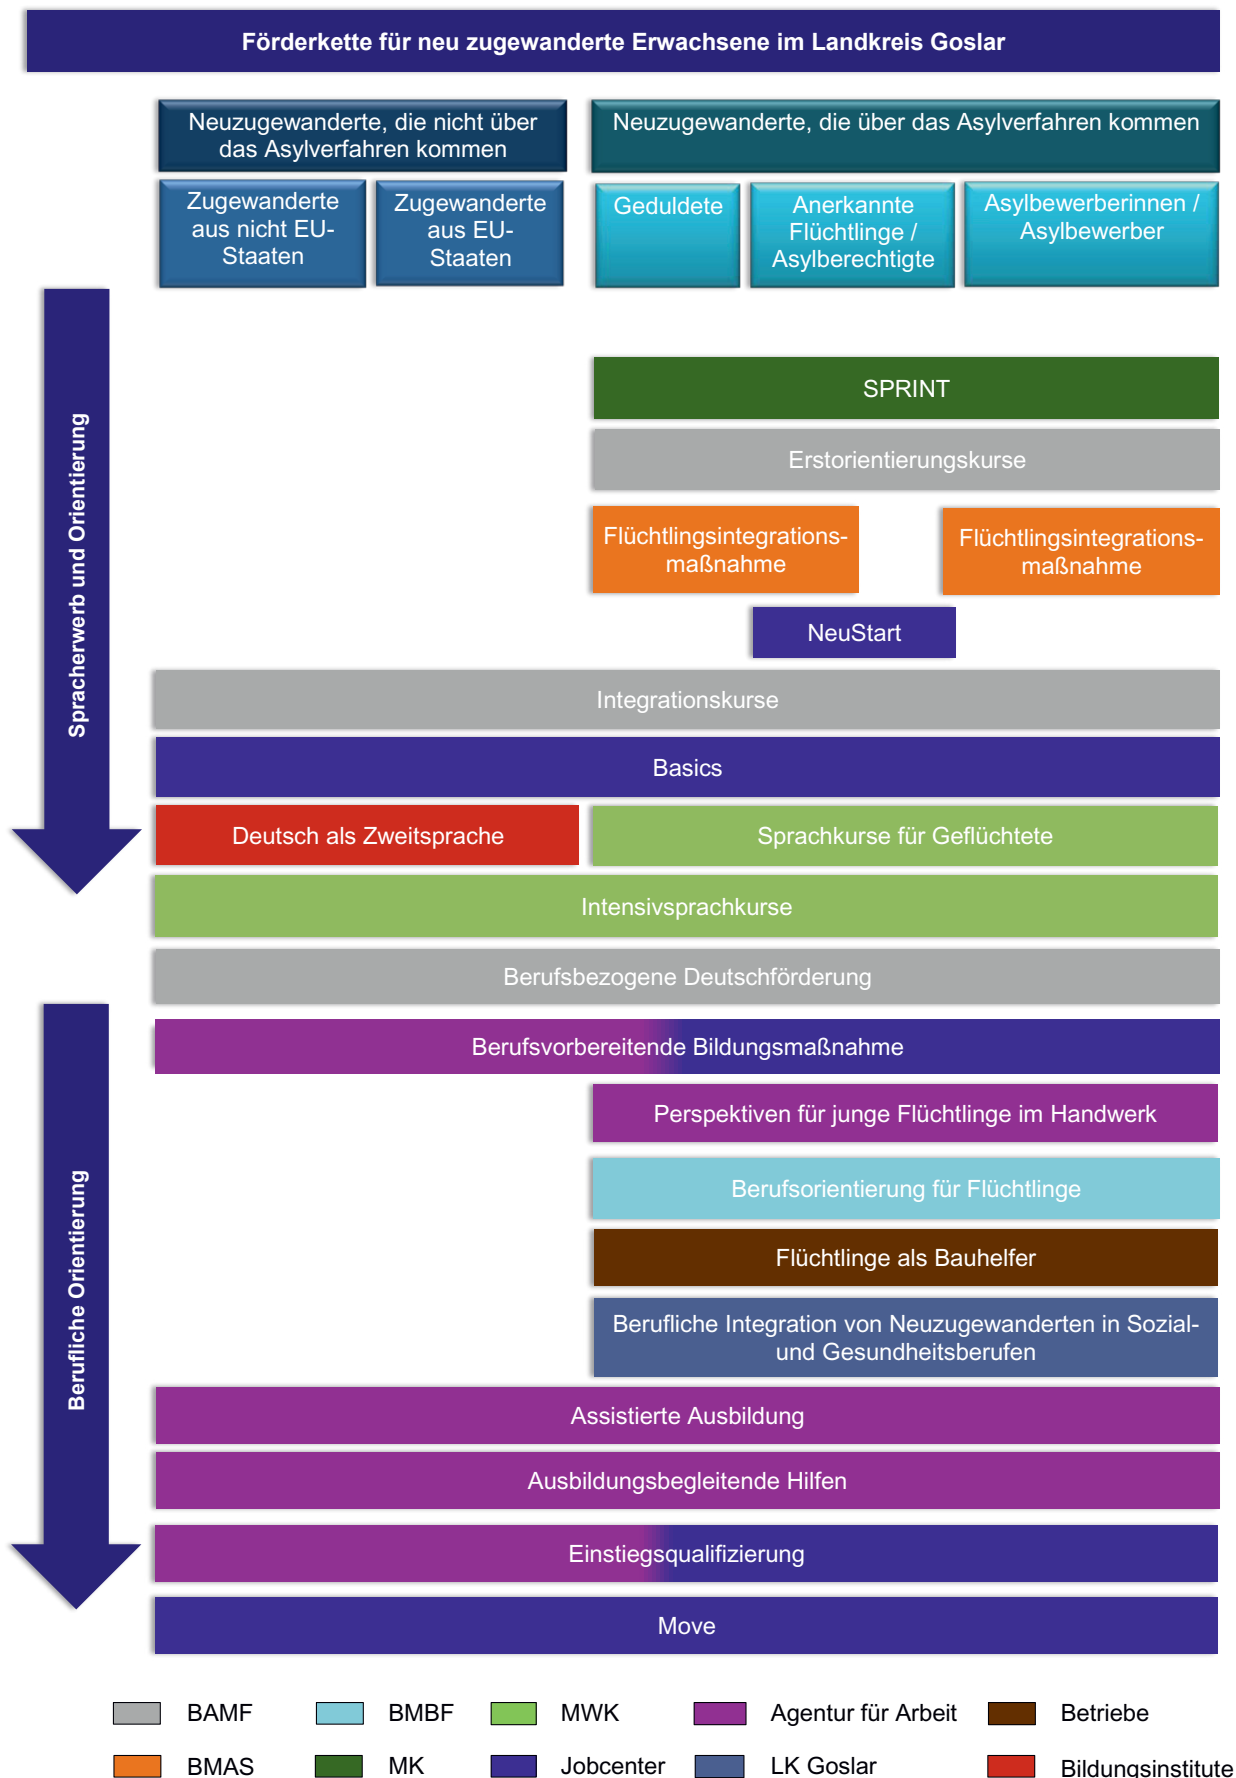 Förderkette für neu zugewanderte Erwachsene im Landkreis Goslar
Neuzugewanderte, die nicht über
das Asylverfahren kommen
Neuzugewanderte, die über das Asylverfahren kommen
Zugewanderte
aus nicht EU-
Staaten
Zugewanderte
aus EU-
Staaten
Geduldete
Anerkannte
Flüchtlinge /
Asylberechtigte
Asylbewerberinnen /
Asylbewerber
Spracherwerb und Orientierung
SPRINT
Erstorientierungskurse
Flüchtlingsintegrations-
maßnahme
Flüchtlingsintegrations-
maßnahme
NeuStart
Integrationskurse
Basics
Deutsch als Zweitsprache
Sprachkurse für Geflüchtete
Intensivsprachkurse
Berufsbezogene Deutschförderung
Berufliche Orientierung
Berufsvorbereitende Bildungsmaßnahme
Perspektiven für junge Flüchtlinge im Handwerk
Berufsorientierung für Flüchtlinge
Flüchtlinge als Bauhelfer
Berufliche Integration von Neuzugewanderten in Sozial-
und Gesundheitsberufen
Assistierte Ausbildung
Ausbildungsbegleitende Hilfen
Einstiegsqualifizierung
Move
BAMF
BMBF
MWK
Agentur für Arbeit
Betriebe
BMAS
MK
Jobcenter
LK Goslar
Bildungsinstitute